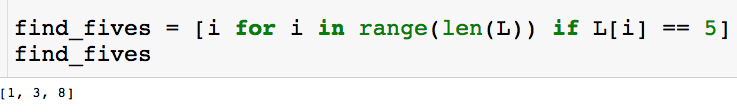 find_fives = [i for i in range(len(L)) if L[i] == 5]
find_fives
[1, 3, 8]